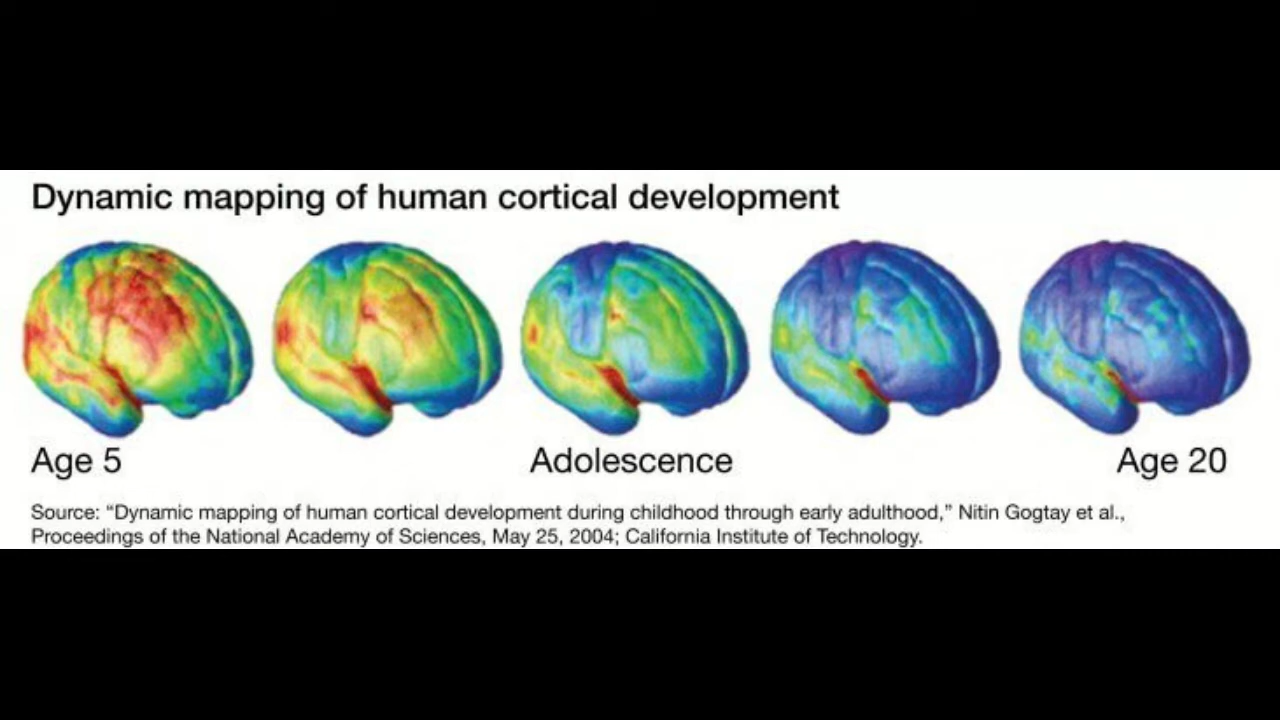 Dynamic mapping of human cortical development
Age 5
Adolescence
Age 20
Source: “Dynamic mapping of human cortical development during childhood through early adulthood,” Nitin Gogtay et al.,
Proceedings of the National Academy of Sciences, May 25, 2004; California Institute of Technology.